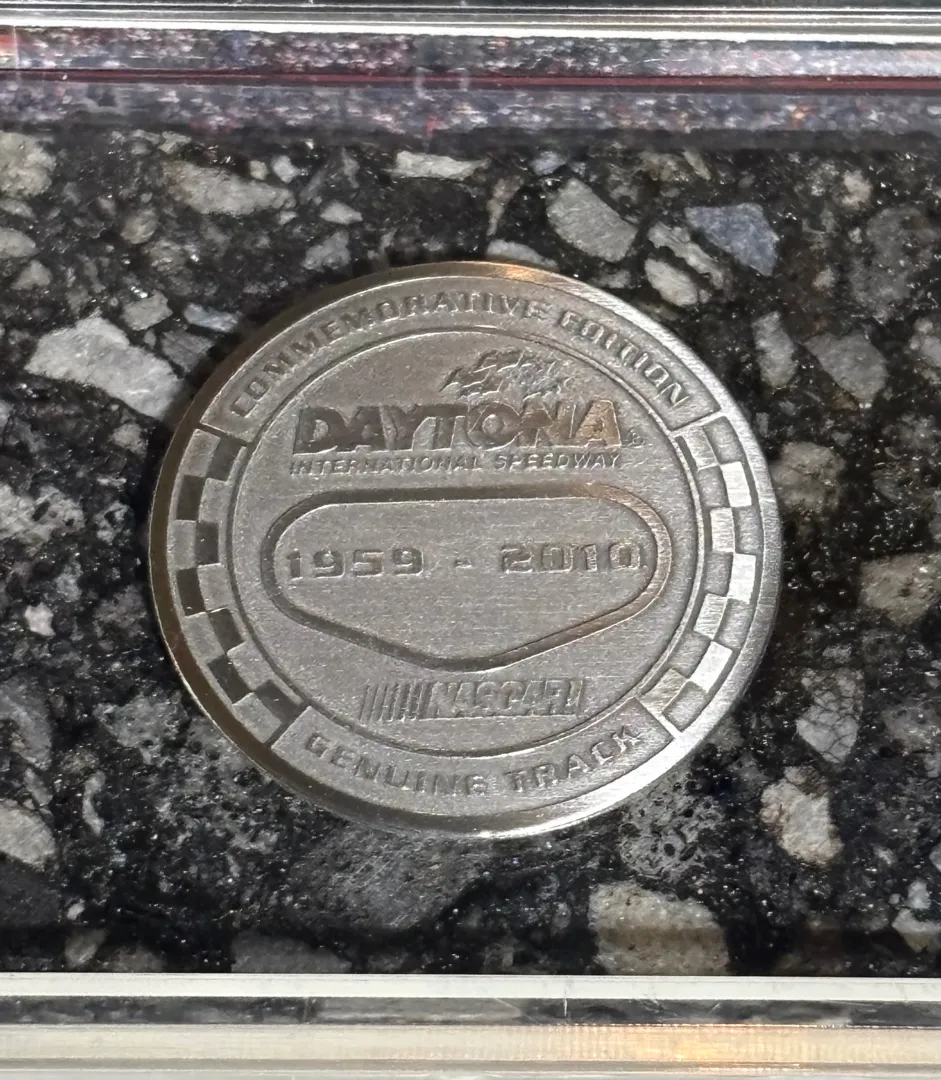 COMMEMORATIVE EDITION
DAYTONA
INTERNATIONAL SPEEDWAY
1959 - 2010
NASCAR
GENUINE TRACK